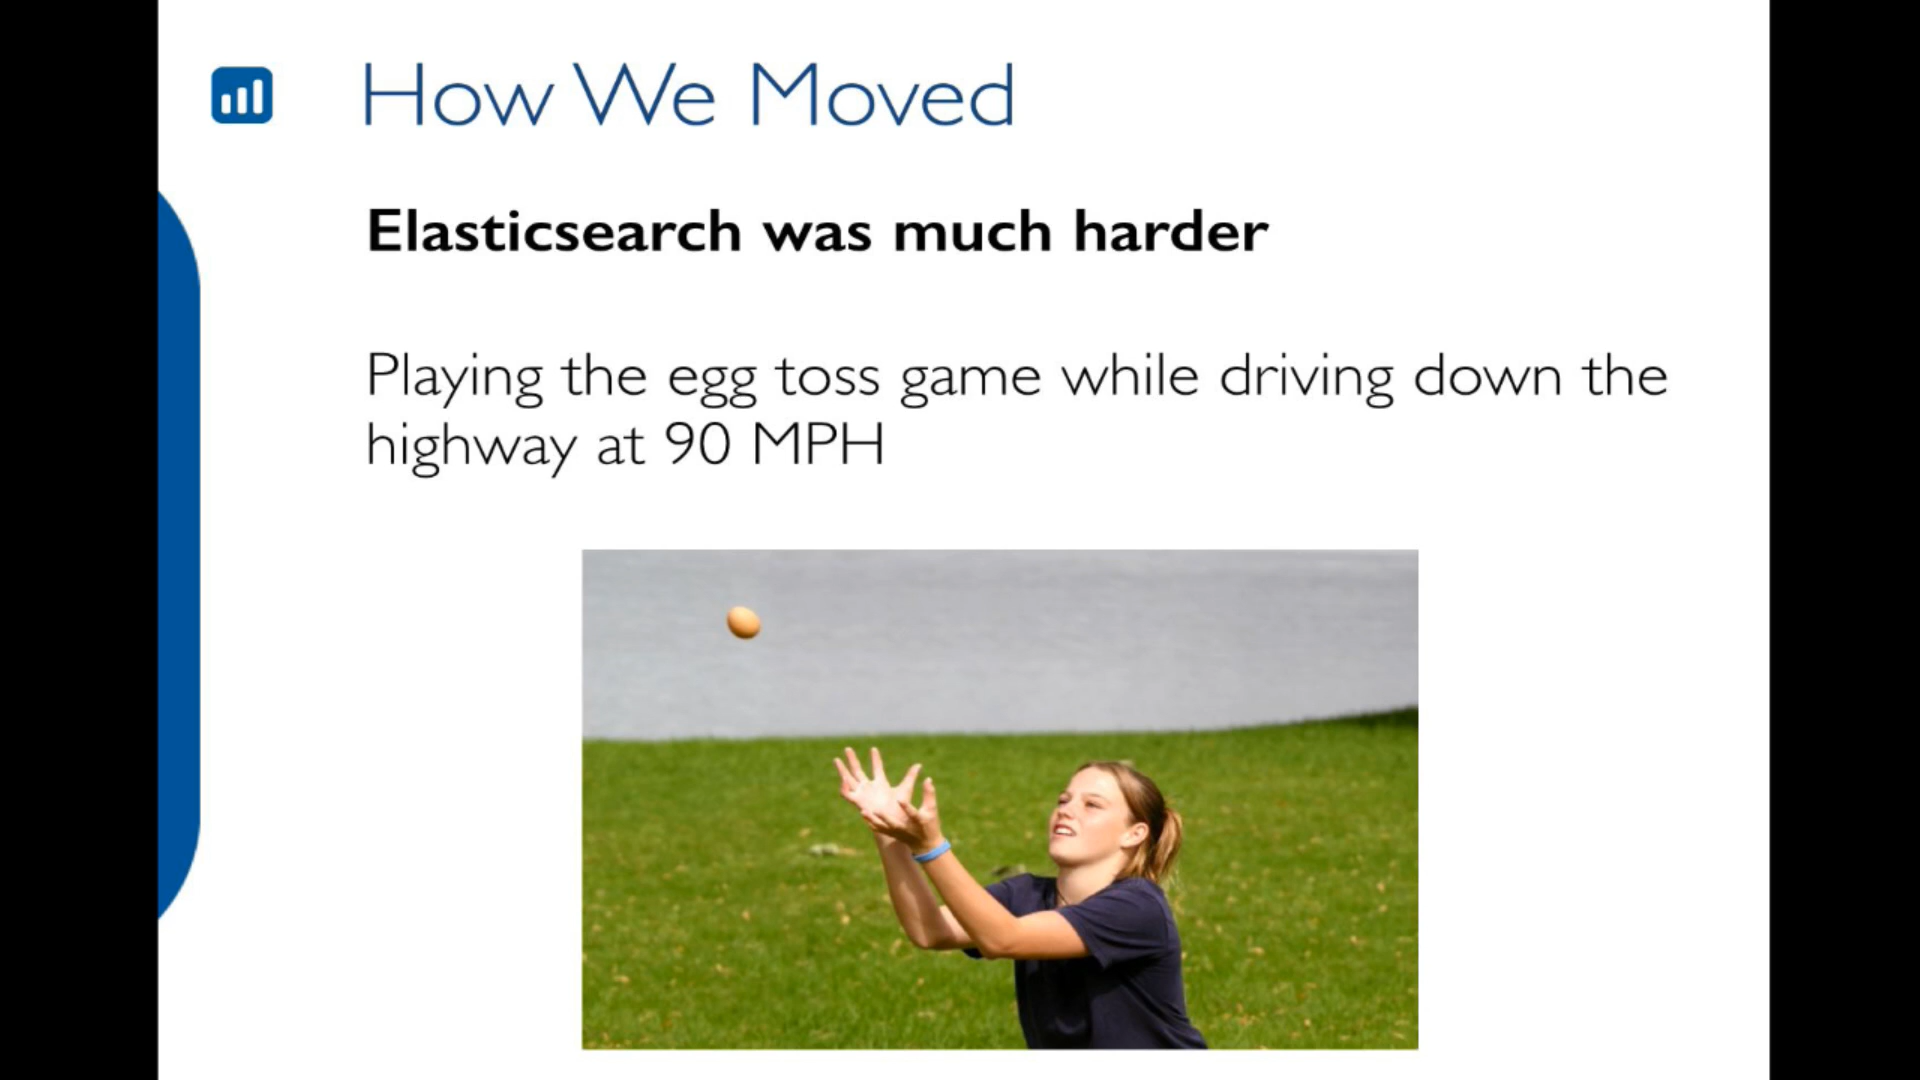 How We Moved
Elasticsearch was much harder
Playing the egg toss game while driving down the
highway at 90 MPH